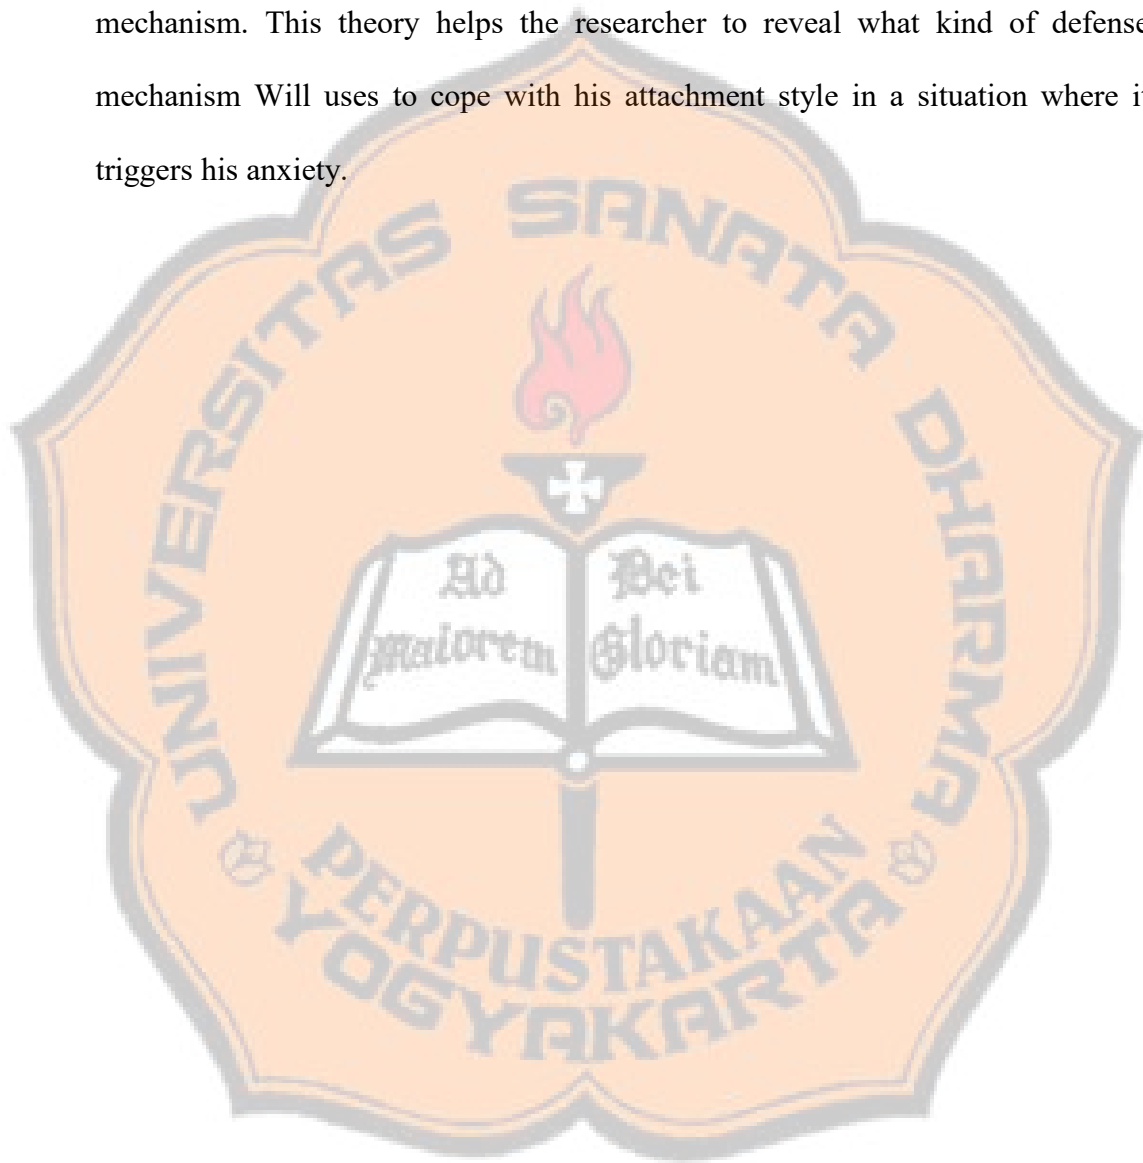 mechanism. This theory helps the researcher to reveal what kind of defense
mechanism Will uses to cope with his attachment style in a situation where it
triggers his anxiety.
UNIVERSITAS SANATA DHARMA
Ad Dei
Maiorem Gloriam
PERPUSTAKAAN
YOGYAKARTA